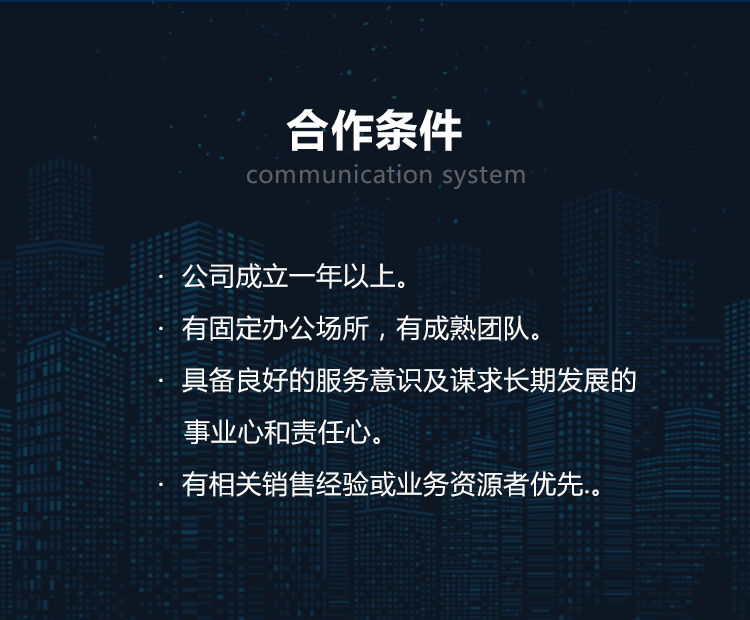 合作条件
communication system
· 公司成立一年以上。
· 有固定办公场所，有成熟团队。
· 具备良好的服务意识及谋求长期发展的
事业心和责任心。
· 有相关销售经验或业务资源者优先.。